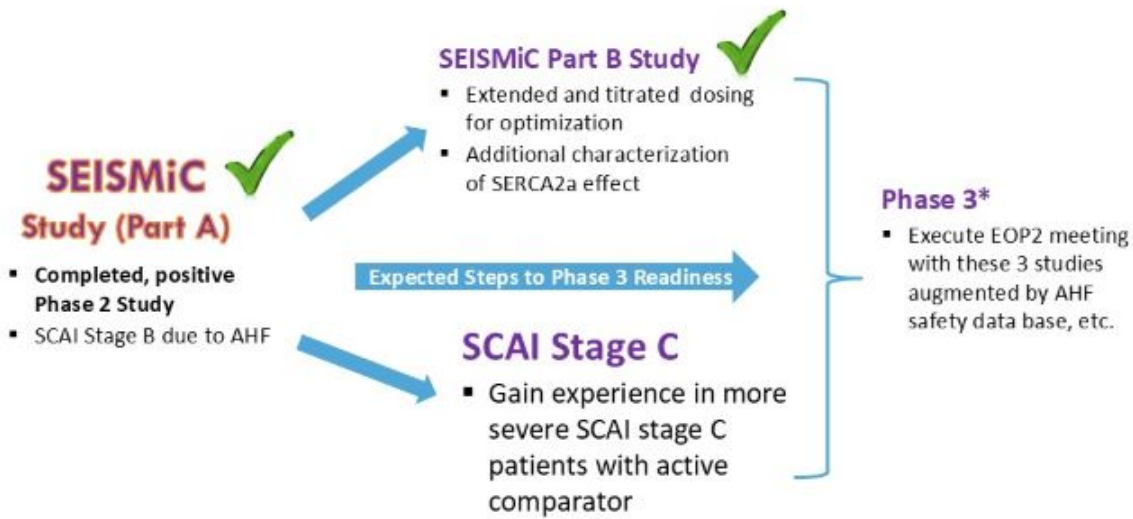 SEISMiC
Study (Part A)
▪ Completed, positive
Phase 2 Study
▪ SCAI Stage B due to AHF
SEISMiC Part B Study
▪ Extended and titrated dosing
for optimization
▪ Additional characterization
of SERCA2a effect
Expected Steps to Phase 3 Readiness
SCAI Stage C
▪ Gain experience in more
severe SCAI stage C
patients with active
comparator
Phase 3*
▪ Execute EOP2 meeting
with these 3 studies
augmented by AHF
safety data base, etc.